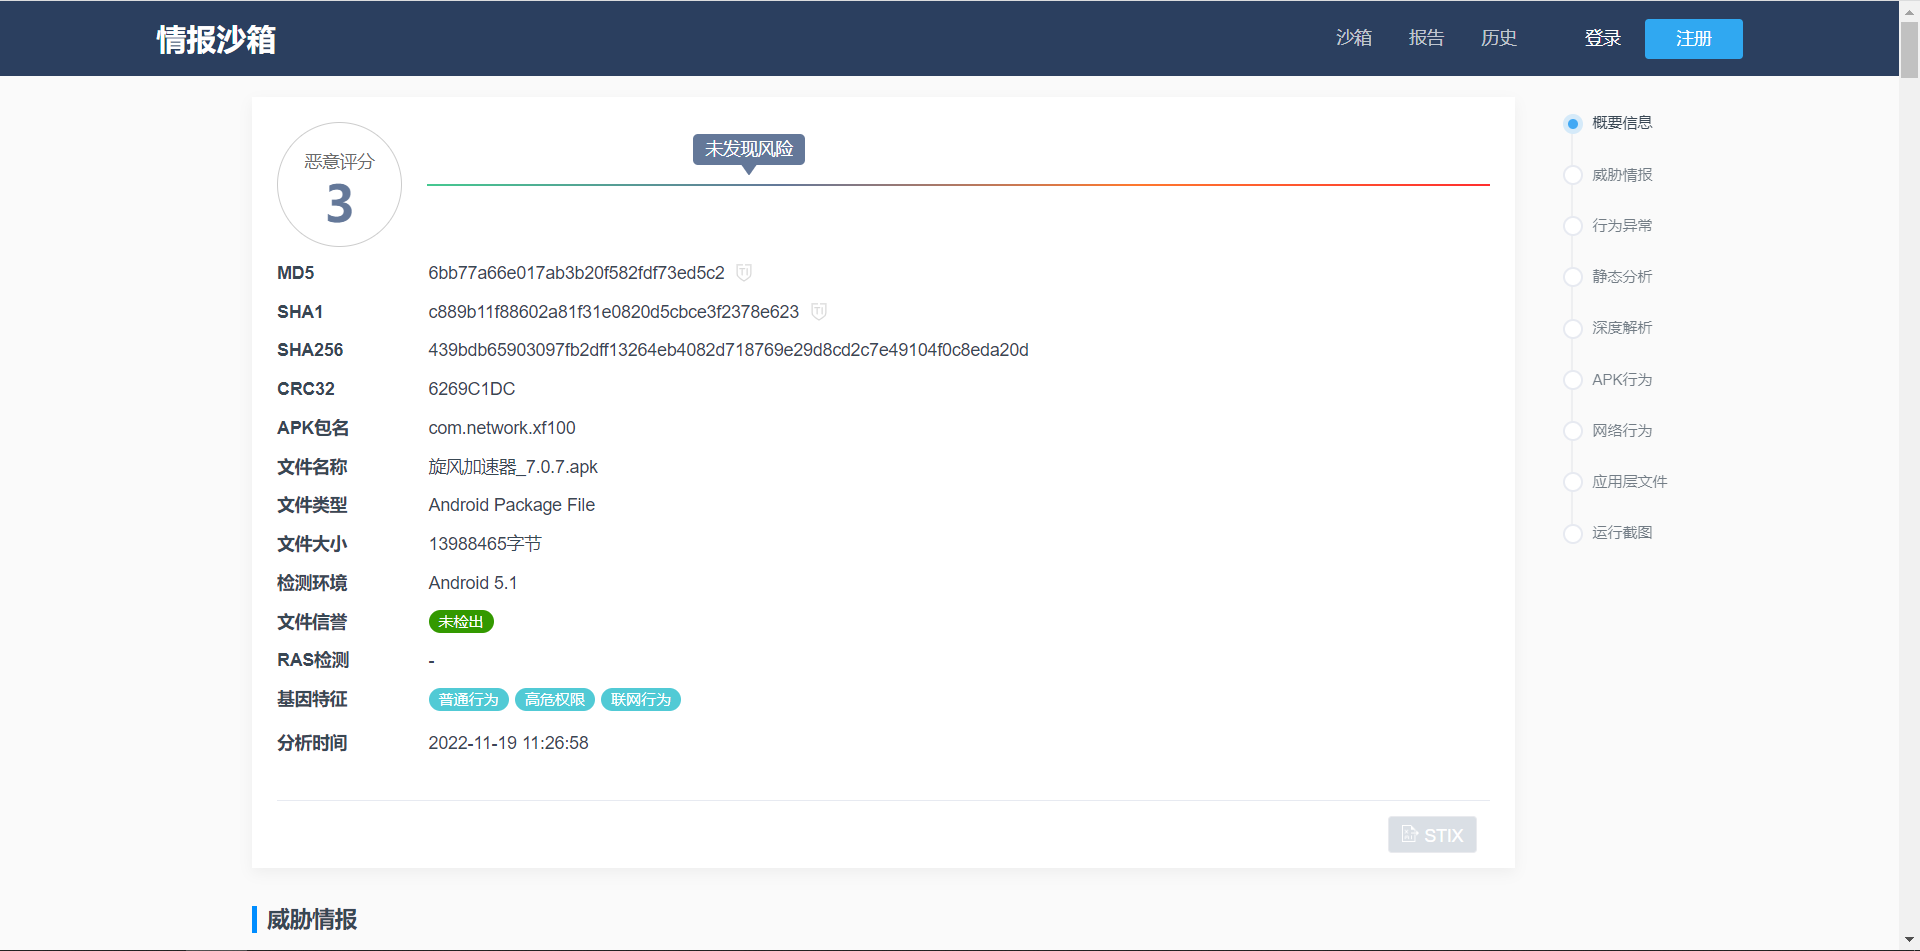 情报沙箱
沙箱 报告 历史 登录 注册
恶意评分
3
未发现风险
MD5 6bb77a66e017ab3b20f582fdf73ed5c2
SHA1 c889b11f88602a81f31e0820d5cbce3f2378e623
SHA256 439bdb65903097fb2dff13264eb4082d718769e29d8cd2c7e49104f0c8eda20d
CRC32 6269C1DC
APK包名 com.network.xf100
文件名称 旋风加速器_7.0.7.apk
文件类型 Android Package File
文件大小 13988465字节
检测环境 Android 5.1
文件信誉 未检出
RAS检测 -
基因特征 普通行为 高危权限 联网行为
分析时间 2022-11-19 11:26:58
STIX
威胁情报
概要信息
威胁情报
行为异常
静态分析
深度解析
APK行为
网络行为
应用层文件
运行截图